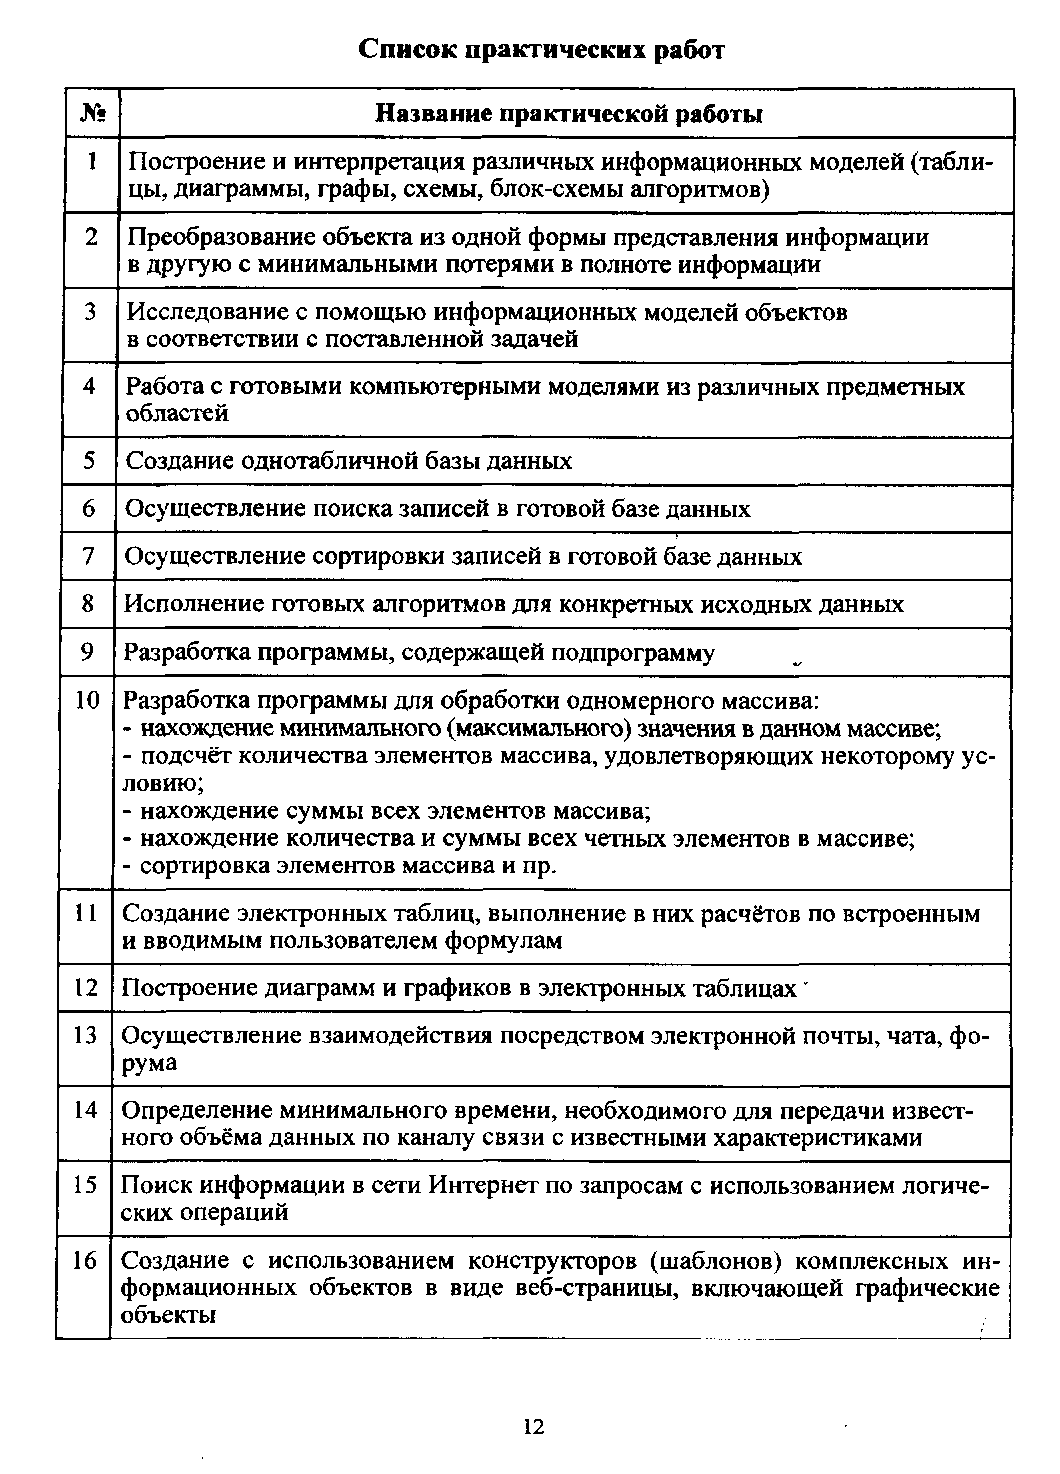 Список практических работ
№ Название практической работы
1 Построение и интерпретация различных информационных моделей (табли-
цы, диаграммы, графы, схемы, блок-схемы алгоритмов)
2 Преобразование объекта из одной формы представления информации
в другую с минимальными потерями в полноте информации
3 Исследование с помощью информационных моделей объектов
в соответствии с поставленной задачей
4 Работа с готовыми компьютерными моделями из различных предметных
областей
5 Создание однотабличной базы данных
6 Осуществление поиска записей в готовой базе данных
7 Осуществление сортировки записей в готовой базе данных
8 Исполнение готовых алгоритмов для конкретных исходных данных
9 Разработка программы, содержащей подпрограмму
10 Разработка программы для обработки одномерного массива:
- нахождение минимального (максимального) значения в данном массиве;
- подсчёт количества элементов массива, удовлетворяющих некоторому ус-
ловию;
- нахождение суммы всех элементов массива;
- нахождение количества и суммы всех четных элементов в массиве;
- сортировка элементов массива и пр.
11 Создание электронных таблиц, выполнение в них расчётов по встроенным
и вводимым пользователем формулам
12 Построение диаграмм и графиков в электронных таблицах
13 Осуществление взаимодействия посредством электронной почты, чата, фо-
рума
14 Определение минимального времени, необходимого для передачи извест-
ного объёма данных по каналу связи с известными характеристиками
15 Поиск информации в сети Интернет по запросам с использованием логиче-
ских операций
16 Создание с использованием конструкторов (шаблонов) комплексных ин-
формационных объектов в виде веб-страницы, включающей графические
объекты
12